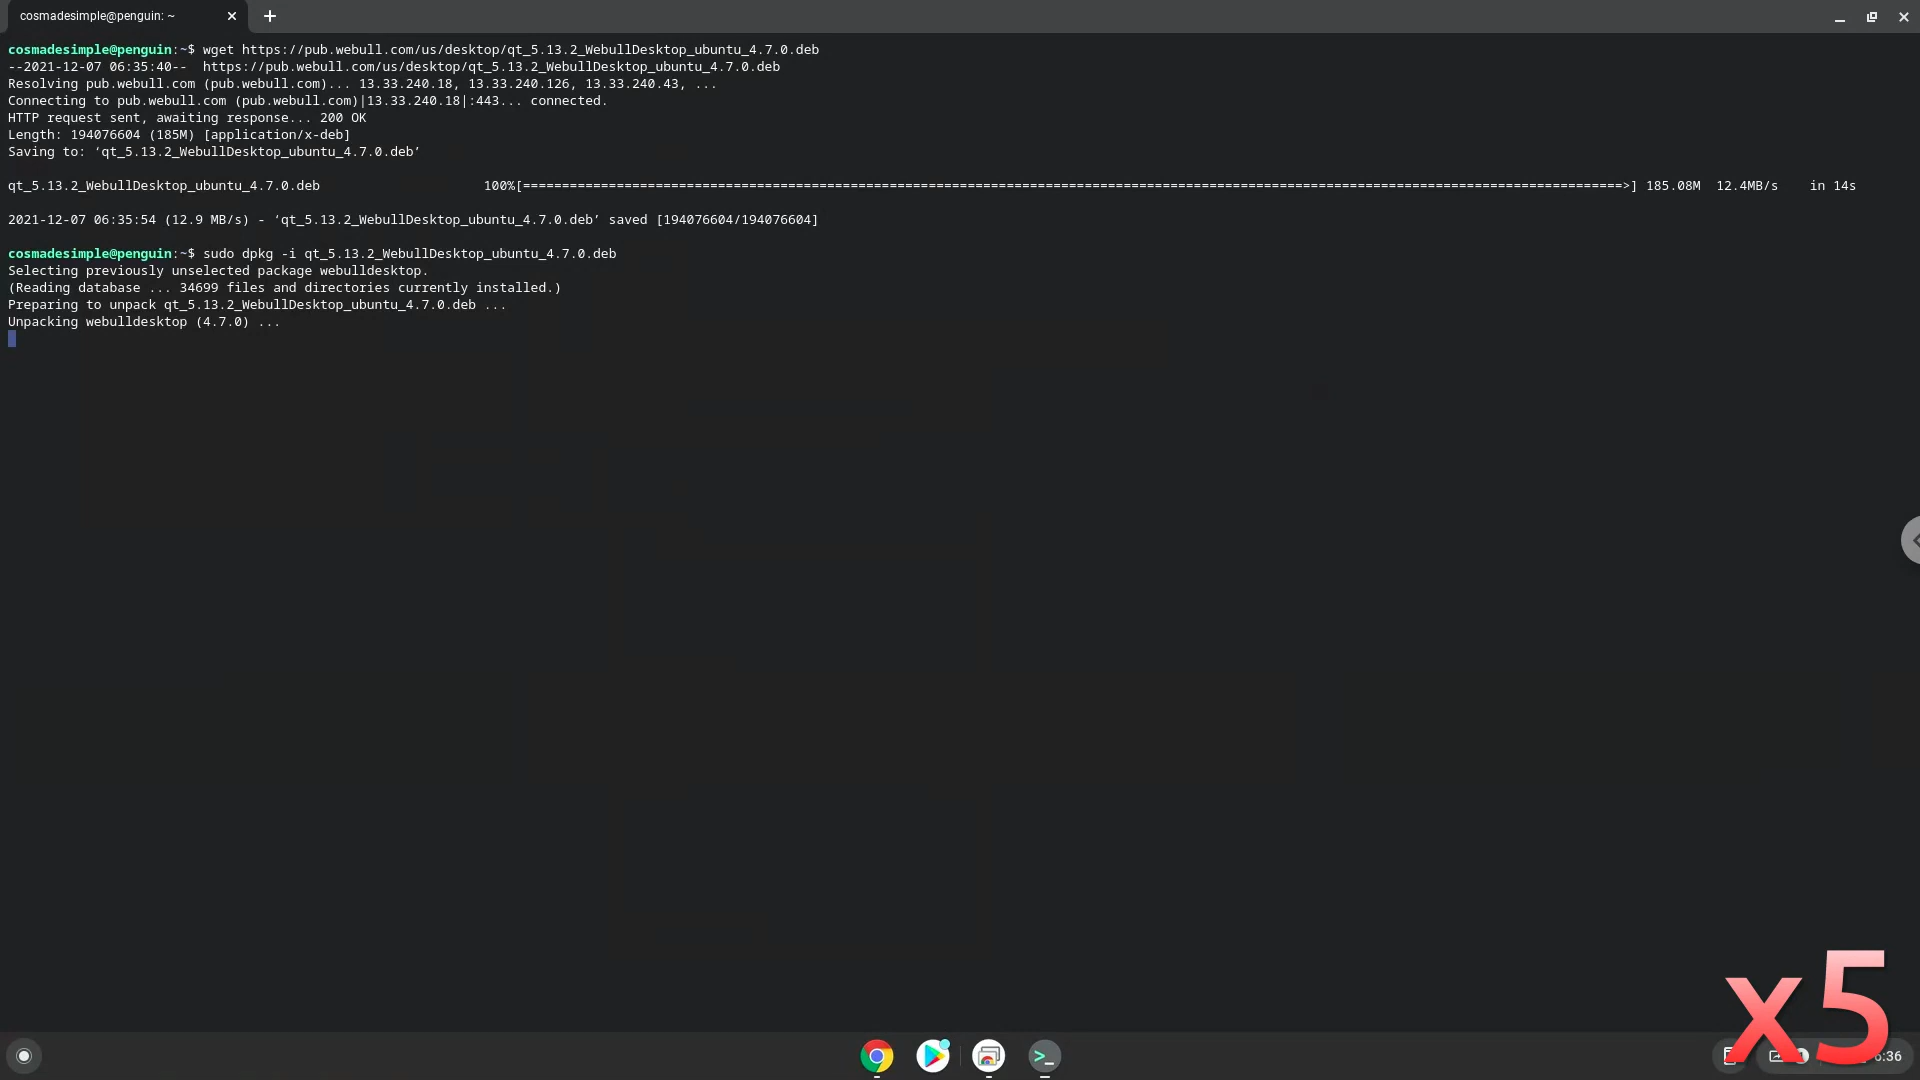 cosmadesimple@penguin: ~
cosmadesimple@penguin:~$ wget https://pub.webull.com/us/desktop/qt_5.13.2_WebullDesktop_ubuntu_4.7.0.deb
--2021-12-07 06:35:40--  https://pub.webull.com/us/desktop/qt_5.13.2_WebullDesktop_ubuntu_4.7.0.deb
Resolving pub.webull.com (pub.webull.com)... 13.33.240.18, 13.33.240.126, 13.33.240.43, ...
Connecting to pub.webull.com (pub.webull.com)|13.33.240.18|:443... connected.
HTTP request sent, awaiting response... 200 OK
Length: 194076604 (185M) [application/x-deb]
Saving to: ‘qt_5.13.2_WebullDesktop_ubuntu_4.7.0.deb’
qt_5.13.2_WebullDesktop_ubuntu_4.7.0.deb 100%[=============================================================================================================================================>] 185.08M 12.4MB/s in 14s
2021-12-07 06:35:54 (12.9 MB/s) - ‘qt_5.13.2_WebullDesktop_ubuntu_4.7.0.deb’ saved [194076604/194076604]
cosmadesimple@penguin:~$ sudo dpkg -i qt_5.13.2_WebullDesktop_ubuntu_4.7.0.deb
Selecting previously unselected package webulldesktop.
(Reading database ... 34699 files and directories currently installed.)
Preparing to unpack qt_5.13.2_WebullDesktop_ubuntu_4.7.0.deb ...
Unpacking webulldesktop (4.7.0) ...
x5
:36